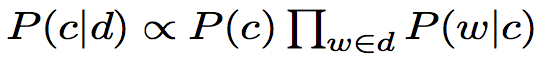 P(c|d) ∝ P(c) ∏_{w∈d} P(w|c)